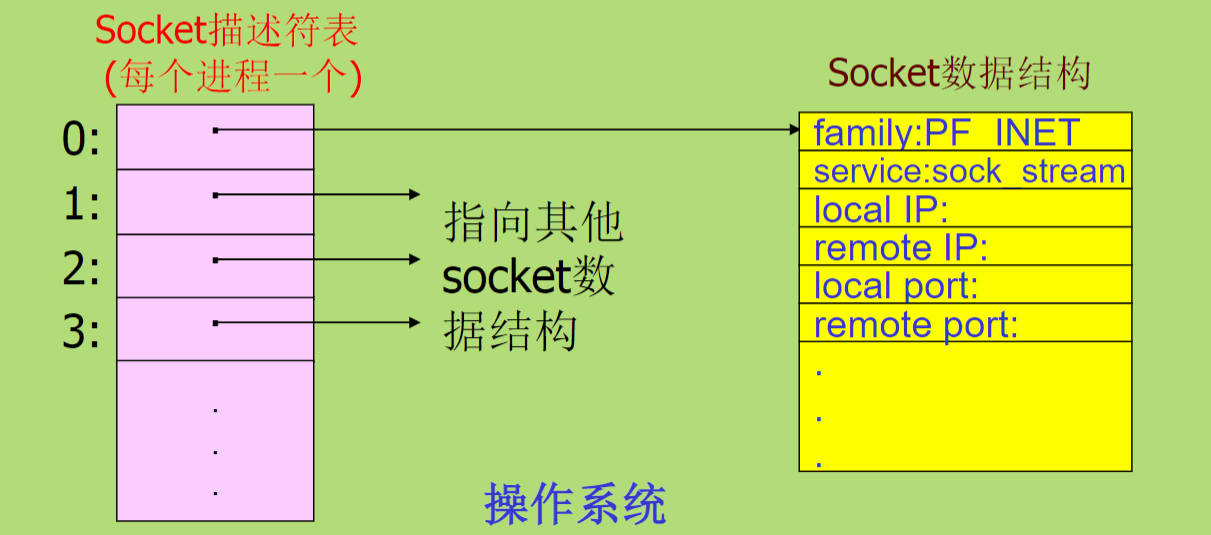 Socket描述符表
(每个进程一个)
Socket数据结构
0:
1:
2:
3:
.
.
.
指向其他
socket数
据结构
family:PF_INET
service:sock_stream
local IP:
remote IP:
local port:
remote port:
.
.
.
操作系统